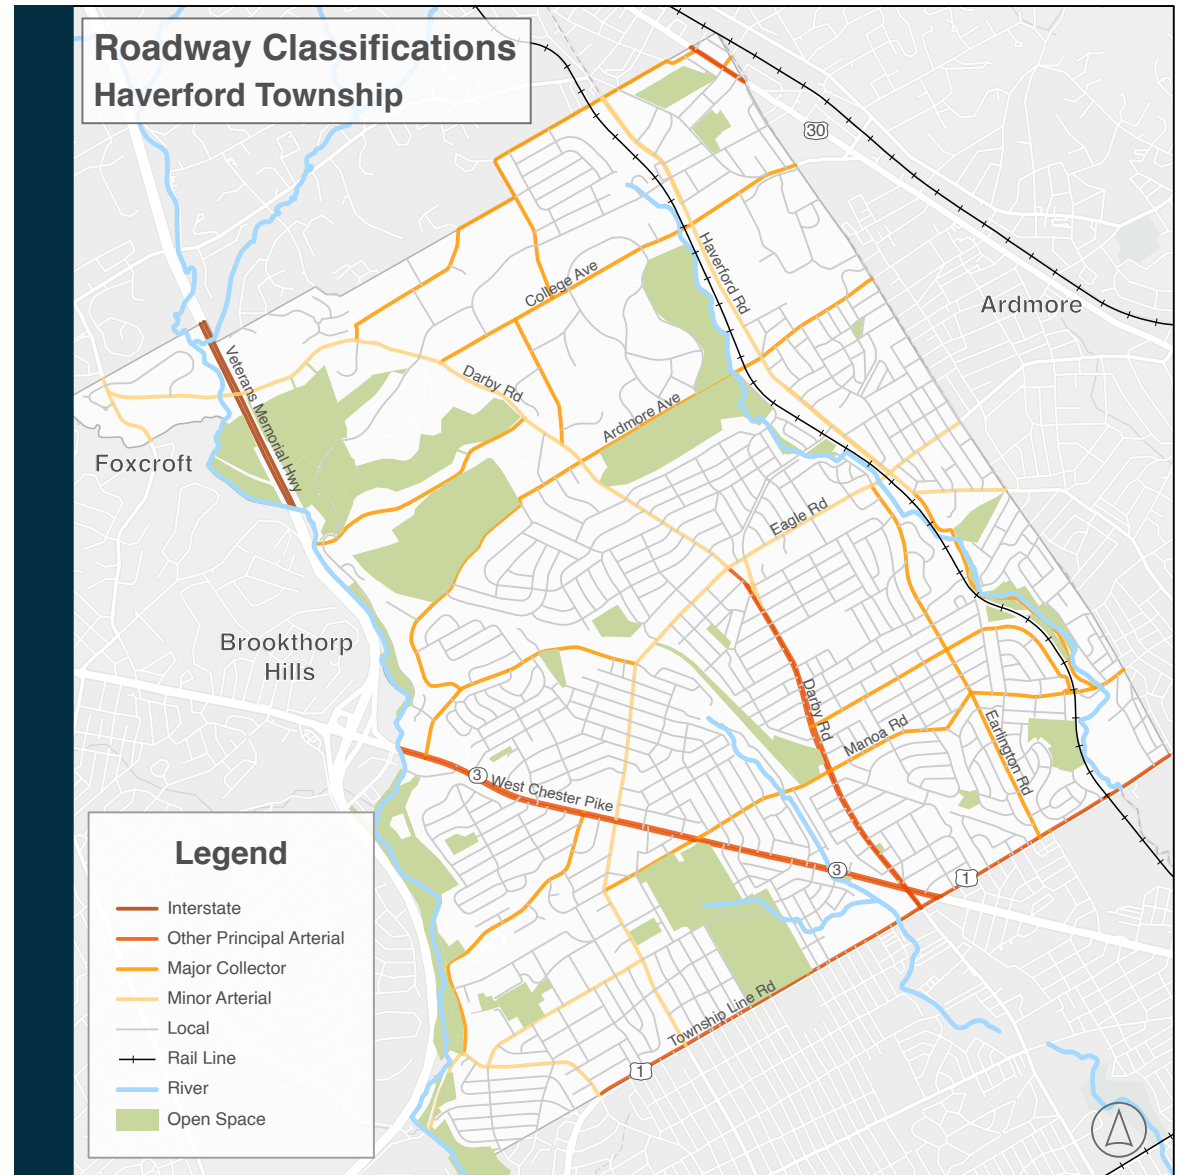 Roadway Classifications
Haverford Township
30
Haverford Rd
College Ave
Ardmore
Veterans Memorial Hwy
Darby Rd
Ardmore Ave
Foxcroft
Eagle Rd
Brookthorp
Hills
Darby Rd
Manoa Rd
Earlington Rd
3
West Chester Pike
3
1
Township Line Rd
1
Legend
Interstate
Other Principal Arterial
Major Collector
Minor Arterial
Local
Rail Line
River
Open Space